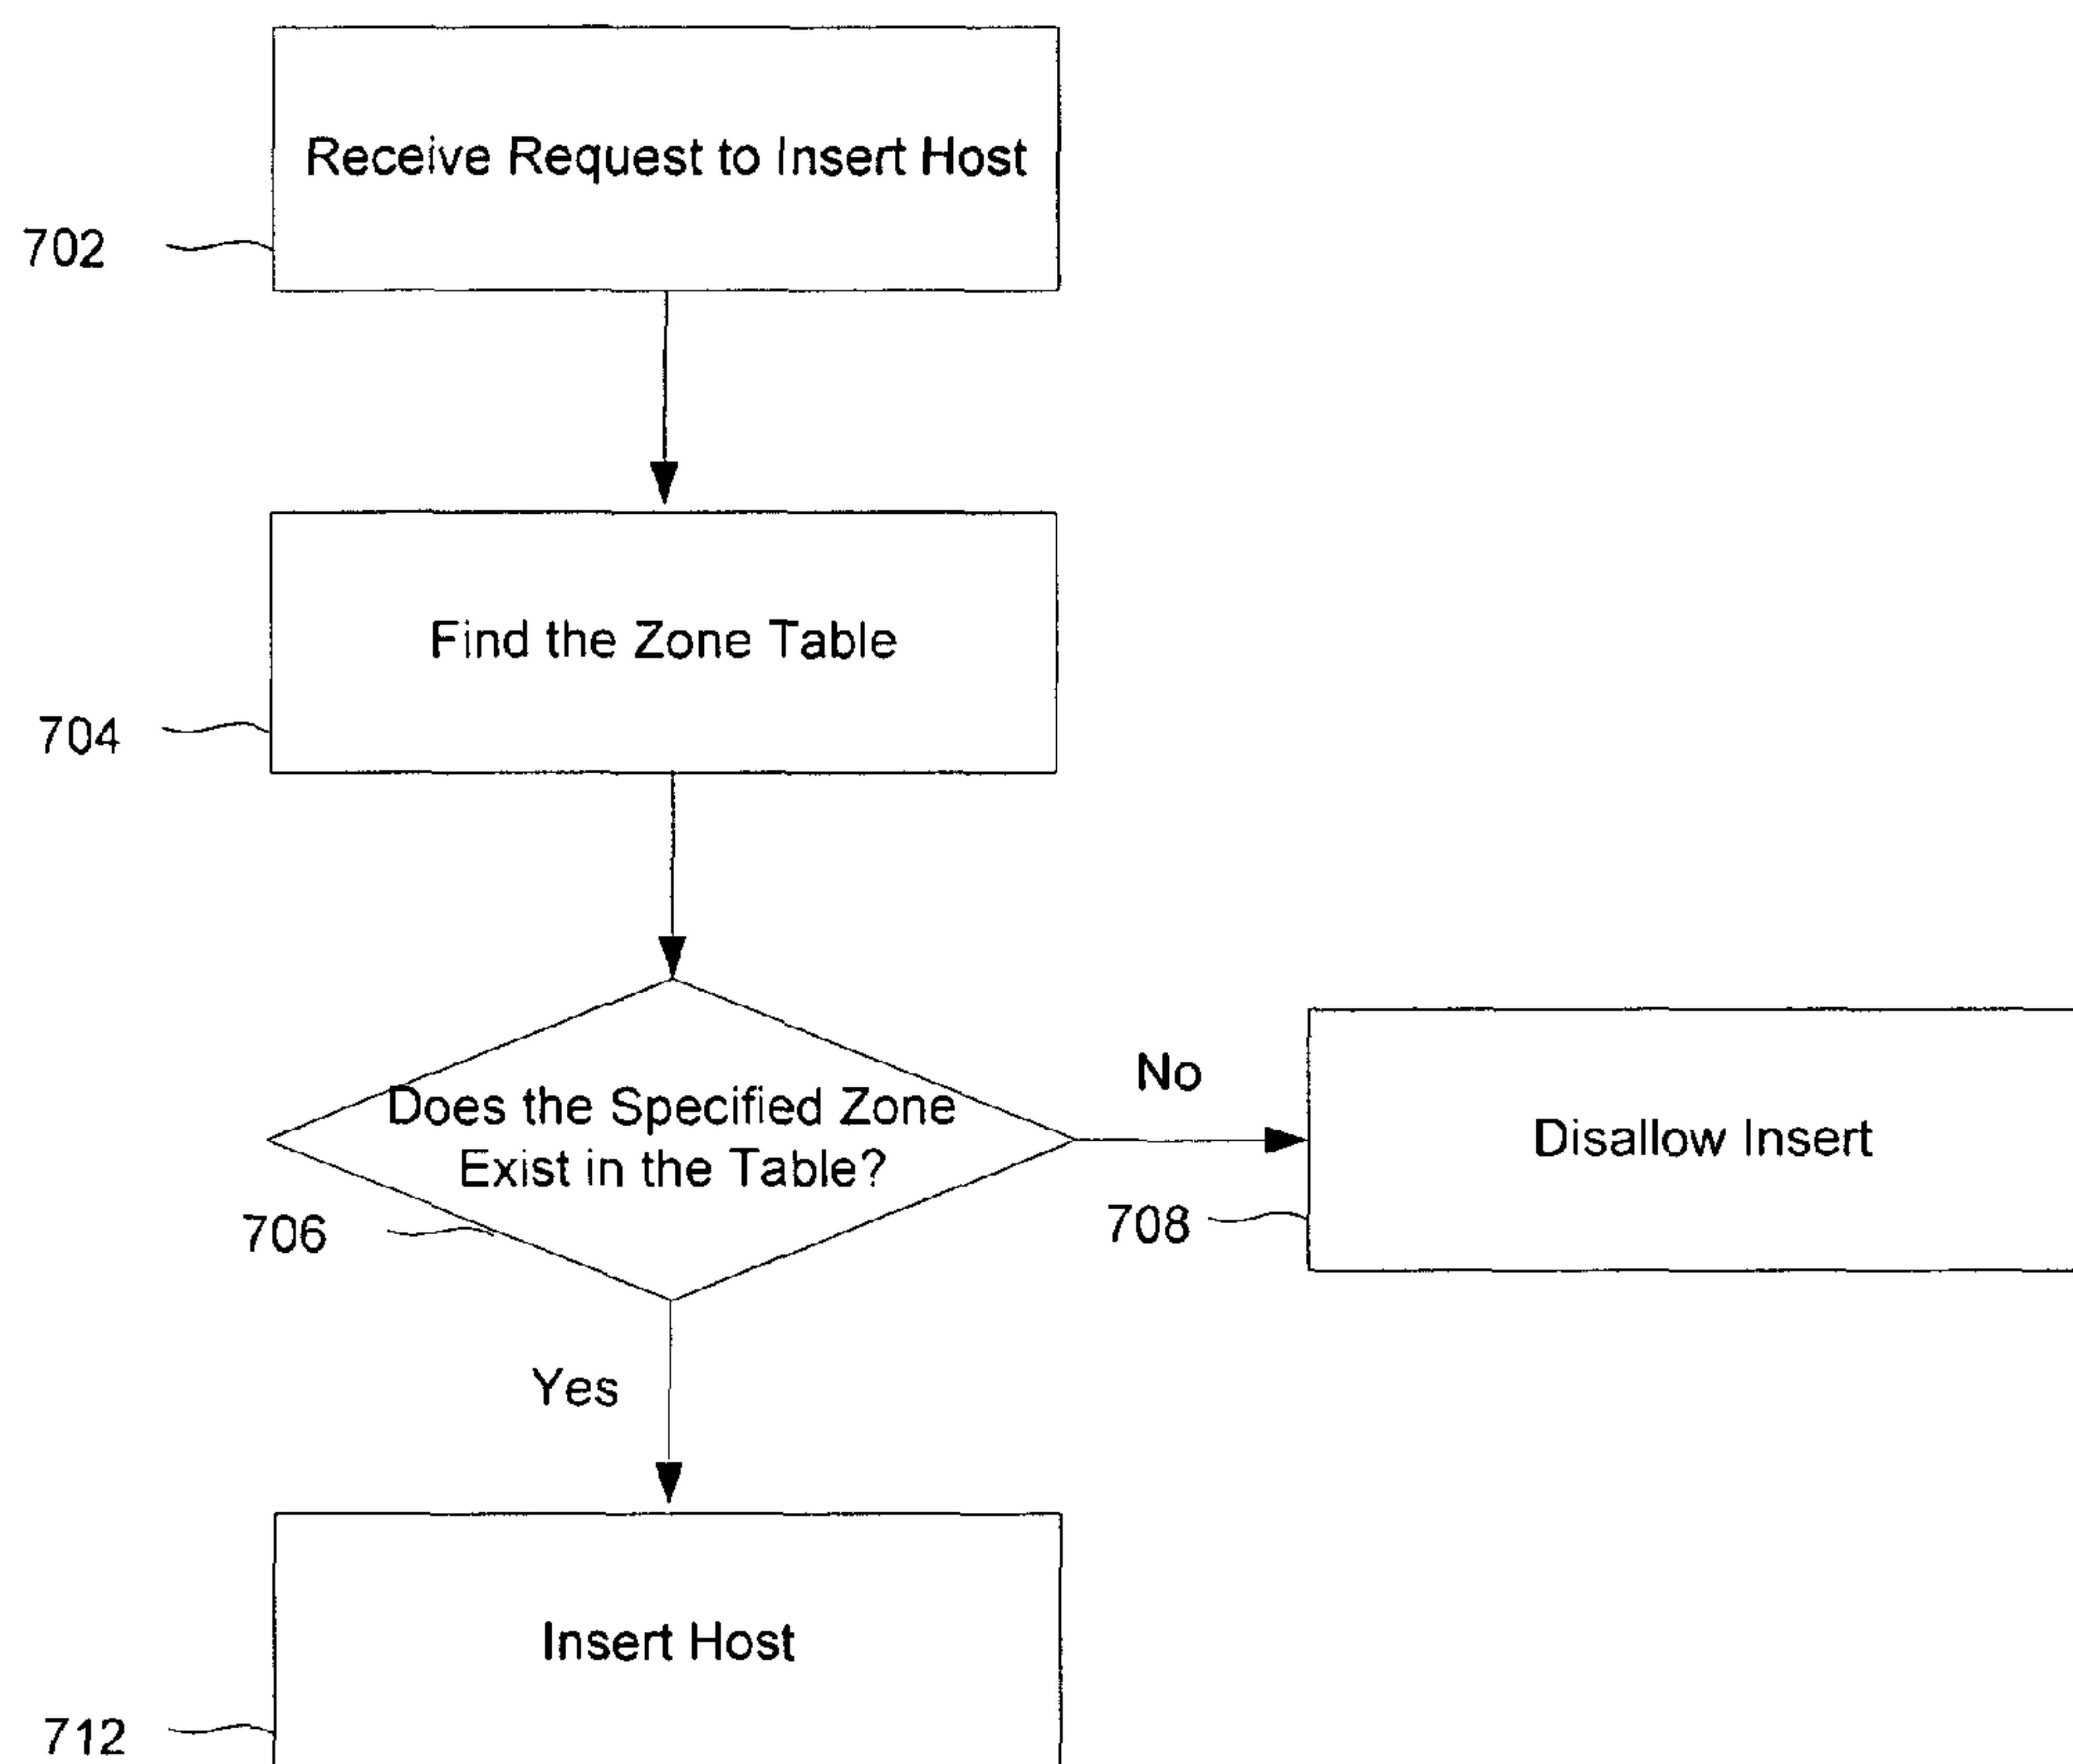 Receive Request to Insert Host
702
Find the Zone Table
704
Does the Specified Zone
Exist in the Table?
706
No
Disallow Insert
708
Yes
Insert Host
712